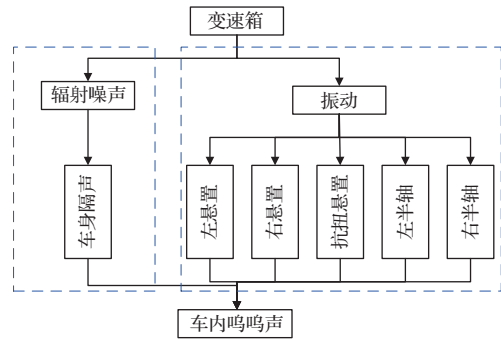 变速箱
辐射噪声
振动
车身隔声
左悬置
右悬置
抗扭悬置
左半轴
右半轴
车内呜呜声